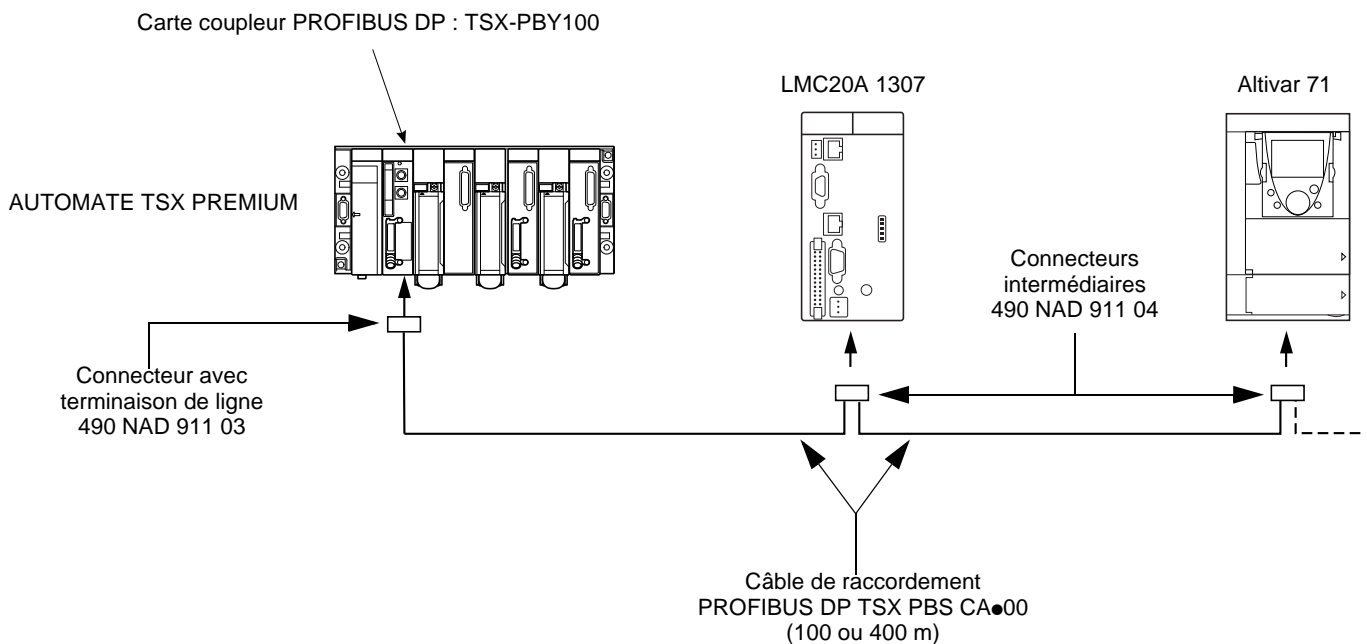 Carte coupleur PROFIBUS DP : TSX-PBY100
LMC20A 1307
Altivar 71
AUTOMATE TSX PREMIUM
Connecteurs
intermédiaires
490 NAD 911 04
Connecteur avec
terminaison de ligne
490 NAD 911 03
Câble de raccordement
PROFIBUS DP TSX PBS CA●00
(100 ou 400 m)